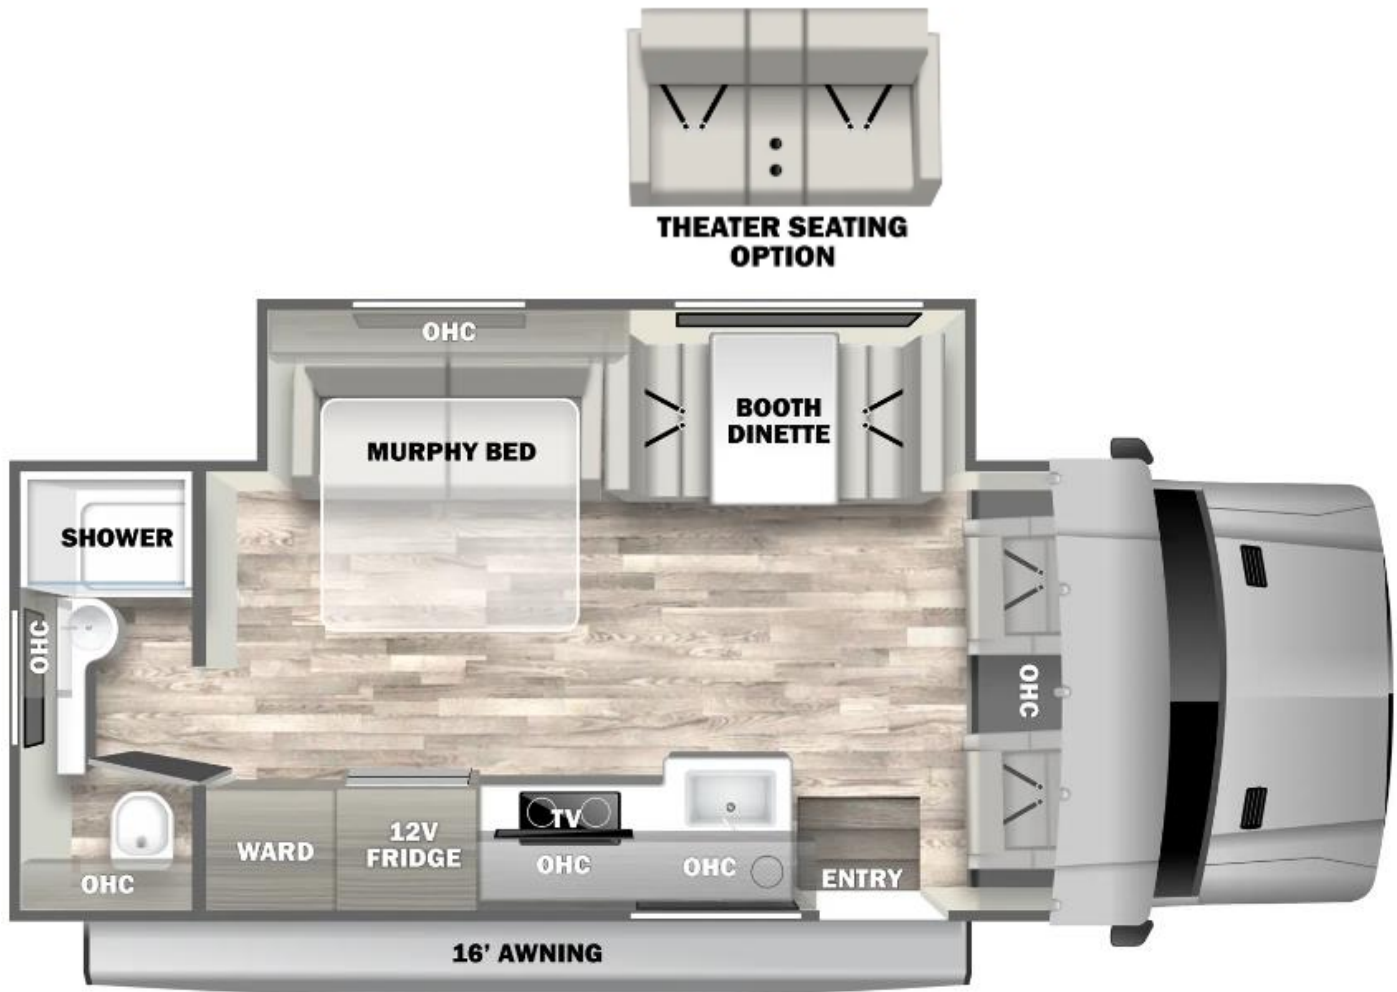 THEATER SEATING
OPTION
OHC
MURPHY BED
BOOTH
DINETTE
SHOWER
OHC
OHC
WARD
12V
FRIDGE
TV
OHC
OHC
ENTRY
OHC
16' AWNING